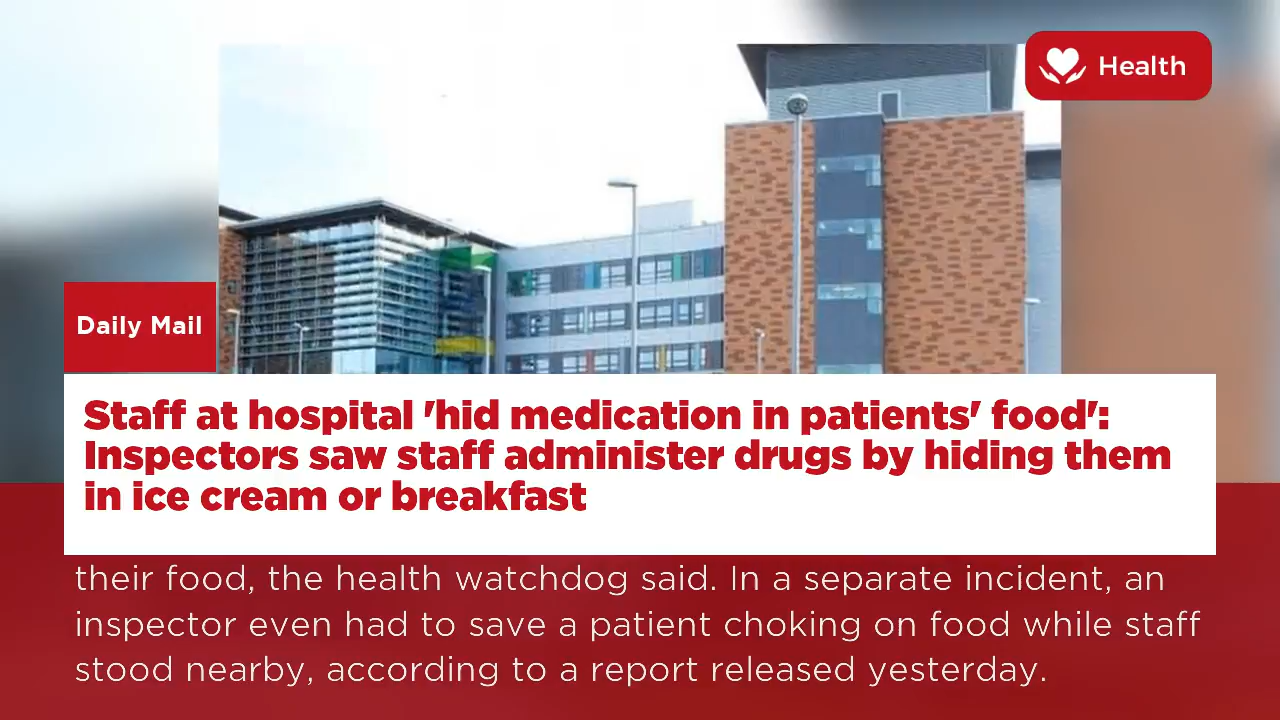 Health
Daily Mail
Staff at hospital 'hid medication in patients' food':
Inspectors saw staff administer drugs by hiding them
in ice cream or breakfast
their food, the health watchdog said. In a separate incident, an
inspector even had to save a patient choking on food while staff
stood nearby, according to a report released yesterday.